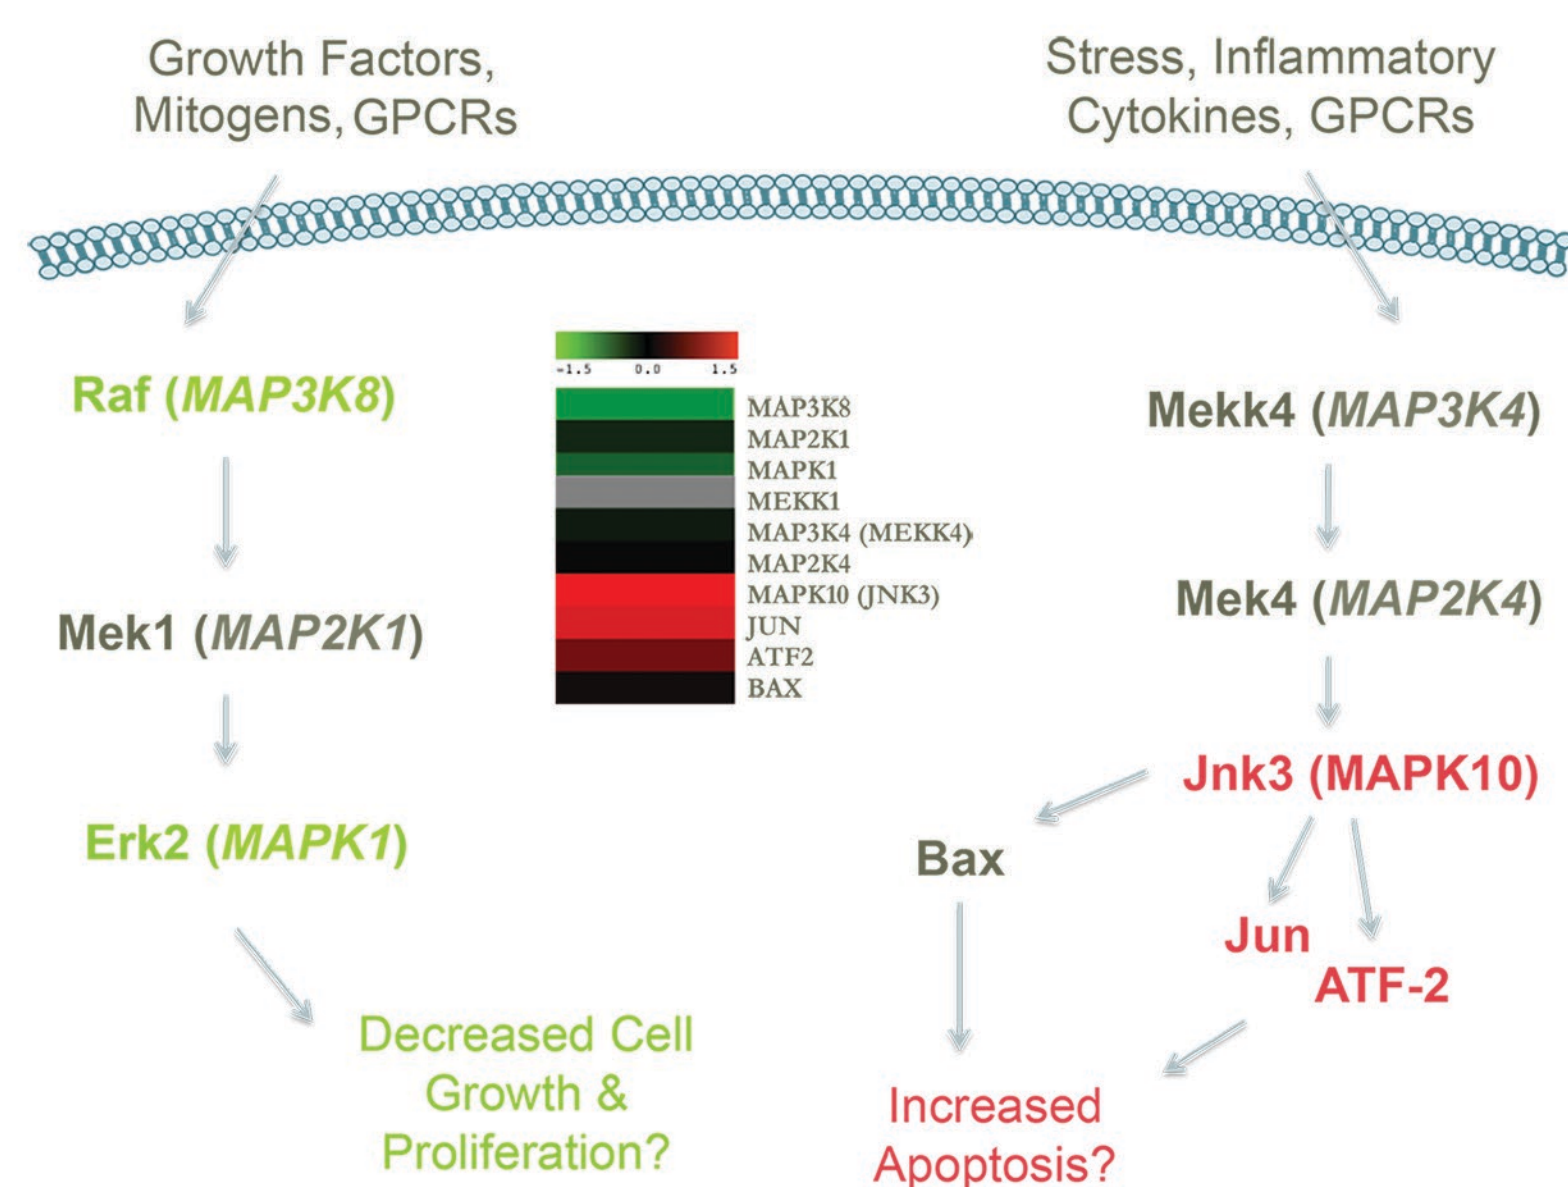 Growth Factors,
Mitogens, GPCRs
Stress, Inflammatory
Cytokines, GPCRs
Raf (MAP3K8)
Mek1 (MAP2K1)
Erk2 (MAPK1)
Decreased Cell
Growth &
Proliferation?
-1.5 0.0 1.5
MAP3K8
MAP2K1
MAPK1
MEKK1
MAP3K4 (MEKK4)
MAP2K4
MAPK10 (JNK3)
JUN
ATF2
BAX
Mekk4 (MAP3K4)
Mek4 (MAP2K4)
Jnk3 (MAPK10)
Bax
Jun
ATF-2
Increased
Apoptosis?